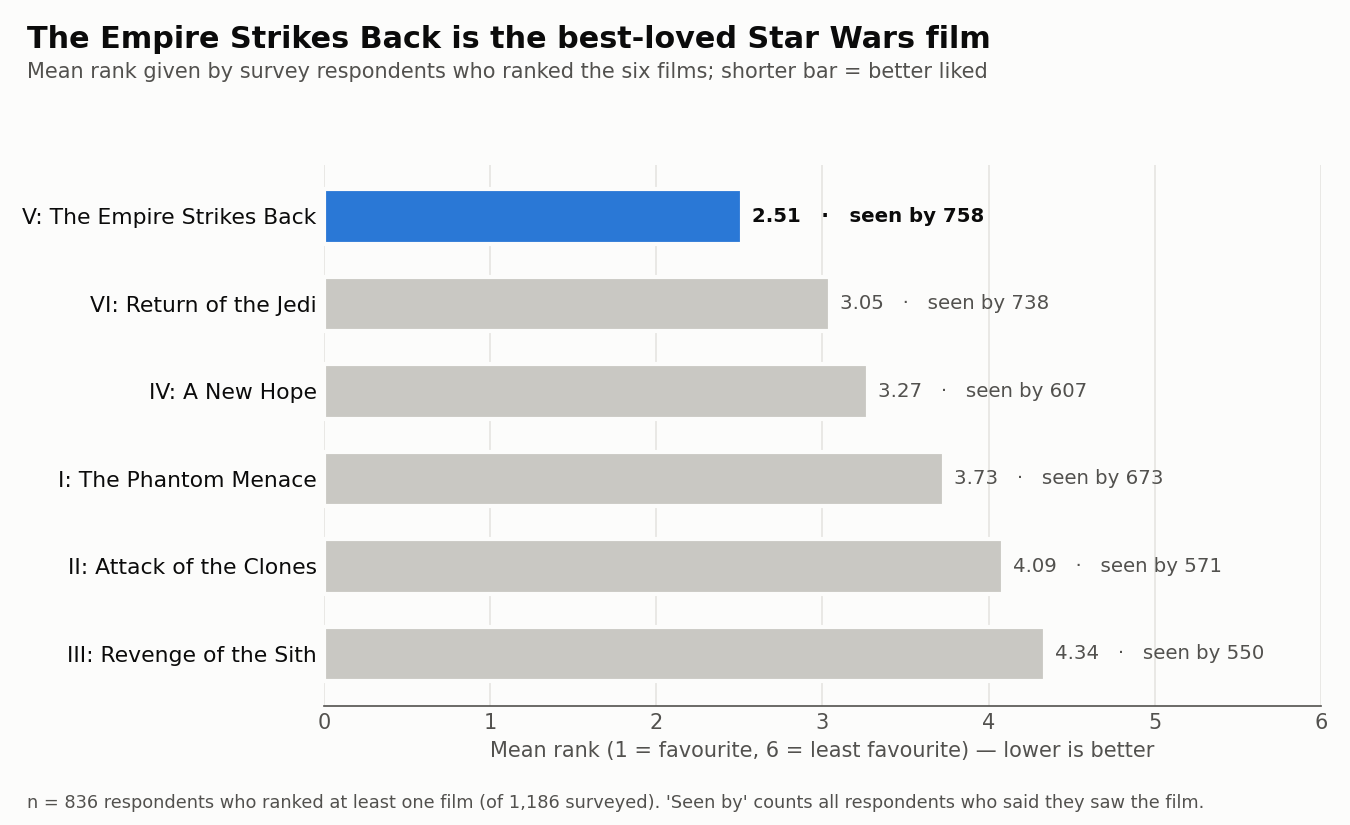 The Empire Strikes Back is the best-loved Star Wars film
Mean rank given by survey respondents who ranked the six films; shorter bar = better liked
V: The Empire Strikes Back 2.51 · seen by 758
VI: Return of the Jedi 3.05 · seen by 738
IV: A New Hope 3.27 · seen by 607
I: The Phantom Menace 3.73 · seen by 673
II: Attack of the Clones 4.09 · seen by 571
III: Revenge of the Sith 4.34 · seen by 550
0 1 2 3 4 5 6
Mean rank (1 = favourite, 6 = least favourite) — lower is better
n = 836 respondents who ranked at least one film (of 1,186 surveyed). 'Seen by' counts all respondents who said they saw the film.